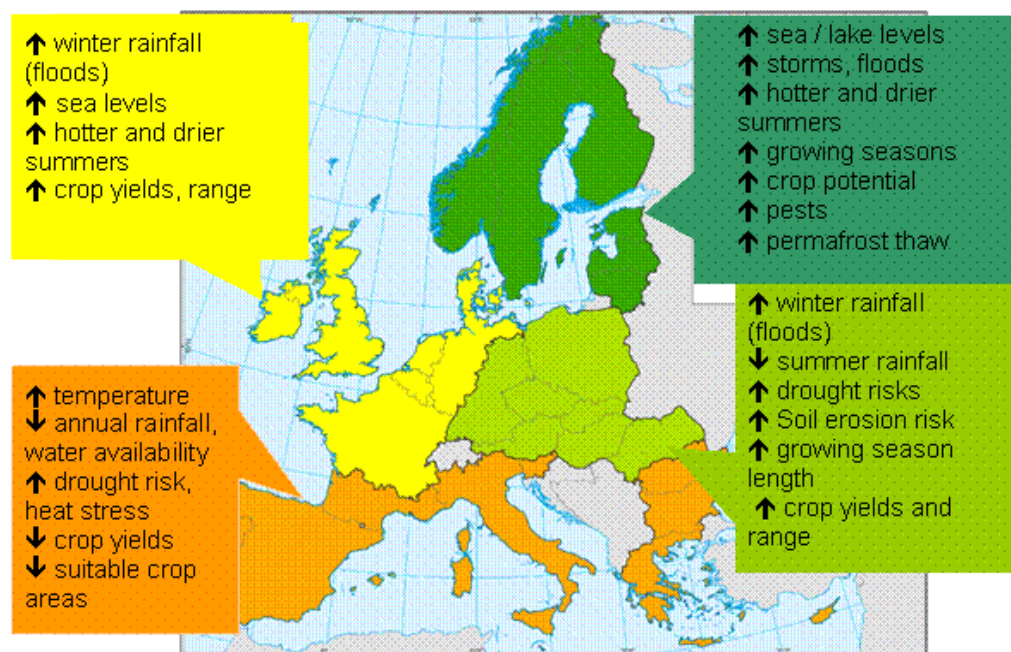 ↑ winter rainfall
(floods)
↑ sea levels
↑ hotter and drier
summers
↑ crop yields, range
↑ sea / lake levels
↑ storms, floods
↑ hotter and drier
summers
↑ growing seasons
↑ crop potential
↑ pests
↑ permafrost thaw
↑ temperature
↓ annual rainfall,
water availability
↑ drought risk,
heat stress
↓ crop yields
↓ suitable crop
areas
↑ winter rainfall
(floods)
↓ summer rainfall
↑ drought risks
↑ Soil erosion risk
↑ growing season
length
↑ crop yields and
range